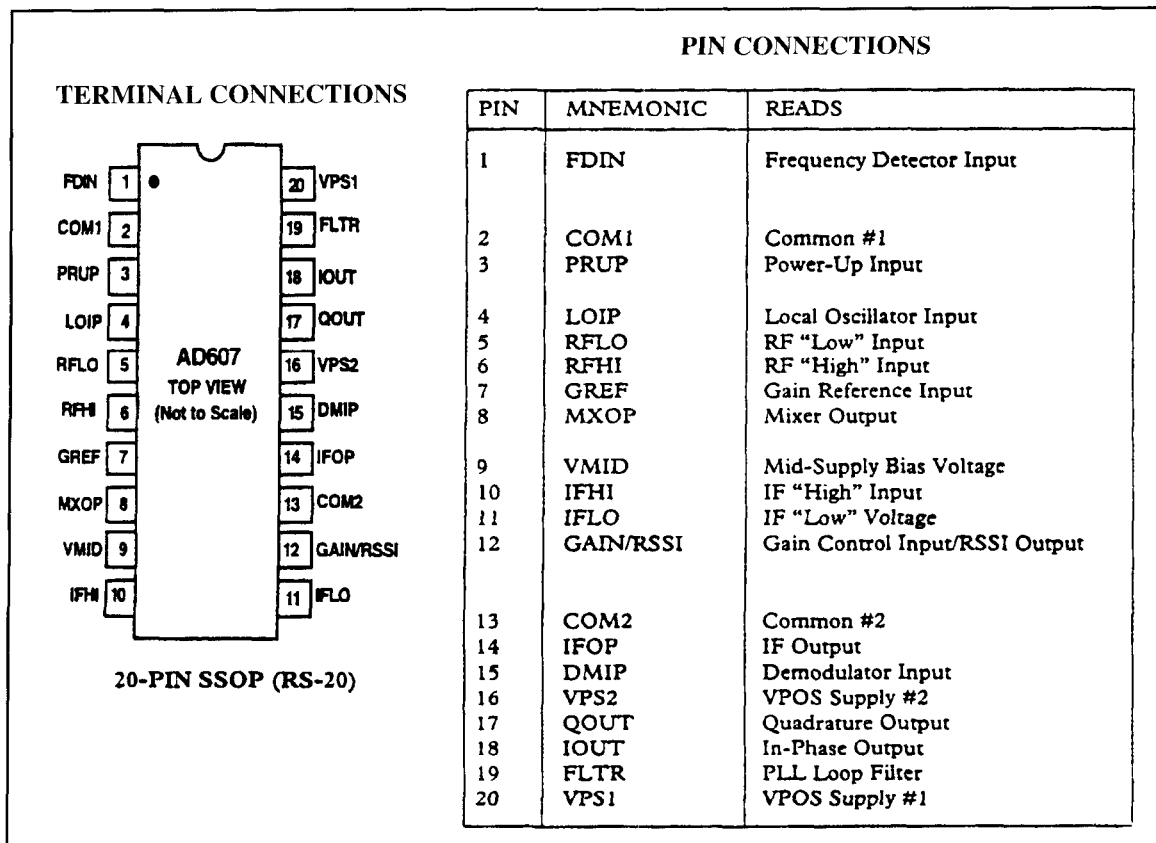 PIN CONNECTIONS
TERMINAL CONNECTIONS
FDIN 1
20 VPS1
COM1 2
19 FLTR
PRUP 3
18 IOUT
LOIP 4
17 QOUT
RFLO 5
16 VPS2
RFHI 6
15 DMIP
GREF 7
14 IFOP
MXOP 8
13 COM2
VMID 9
12 GAIN/RSSI
IFHI 10
11 IFLO
AD607
TOP VIEW
(Not to Scale)
20-PIN SSOP (RS-20)
PIN MNEMONIC READS
1 FDIN Frequency Detector Input
2 COM1 Common #1
3 PRUP Power-Up Input
4 LOIP Local Oscillator Input
5 RFLO RF "Low" Input
6 RFHI RF "High" Input
7 GREF Gain Reference Input
8 MXOP Mixer Output
9 VMID Mid-Supply Bias Voltage
10 IFHI IF "High" Input
11 IFLO IF "Low" Voltage
12 GAIN/RSSI Gain Control Input/RSSI Output
13 COM2 Common #2
14 IFOP IF Output
15 DMIP Demodulator Input
16 VPS2 VPOS Supply #2
17 QOUT Quadrature Output
18 IOUT In-Phase Output
19 FLTR PLL Loop Filter
20 VPS1 VPOS Supply #1